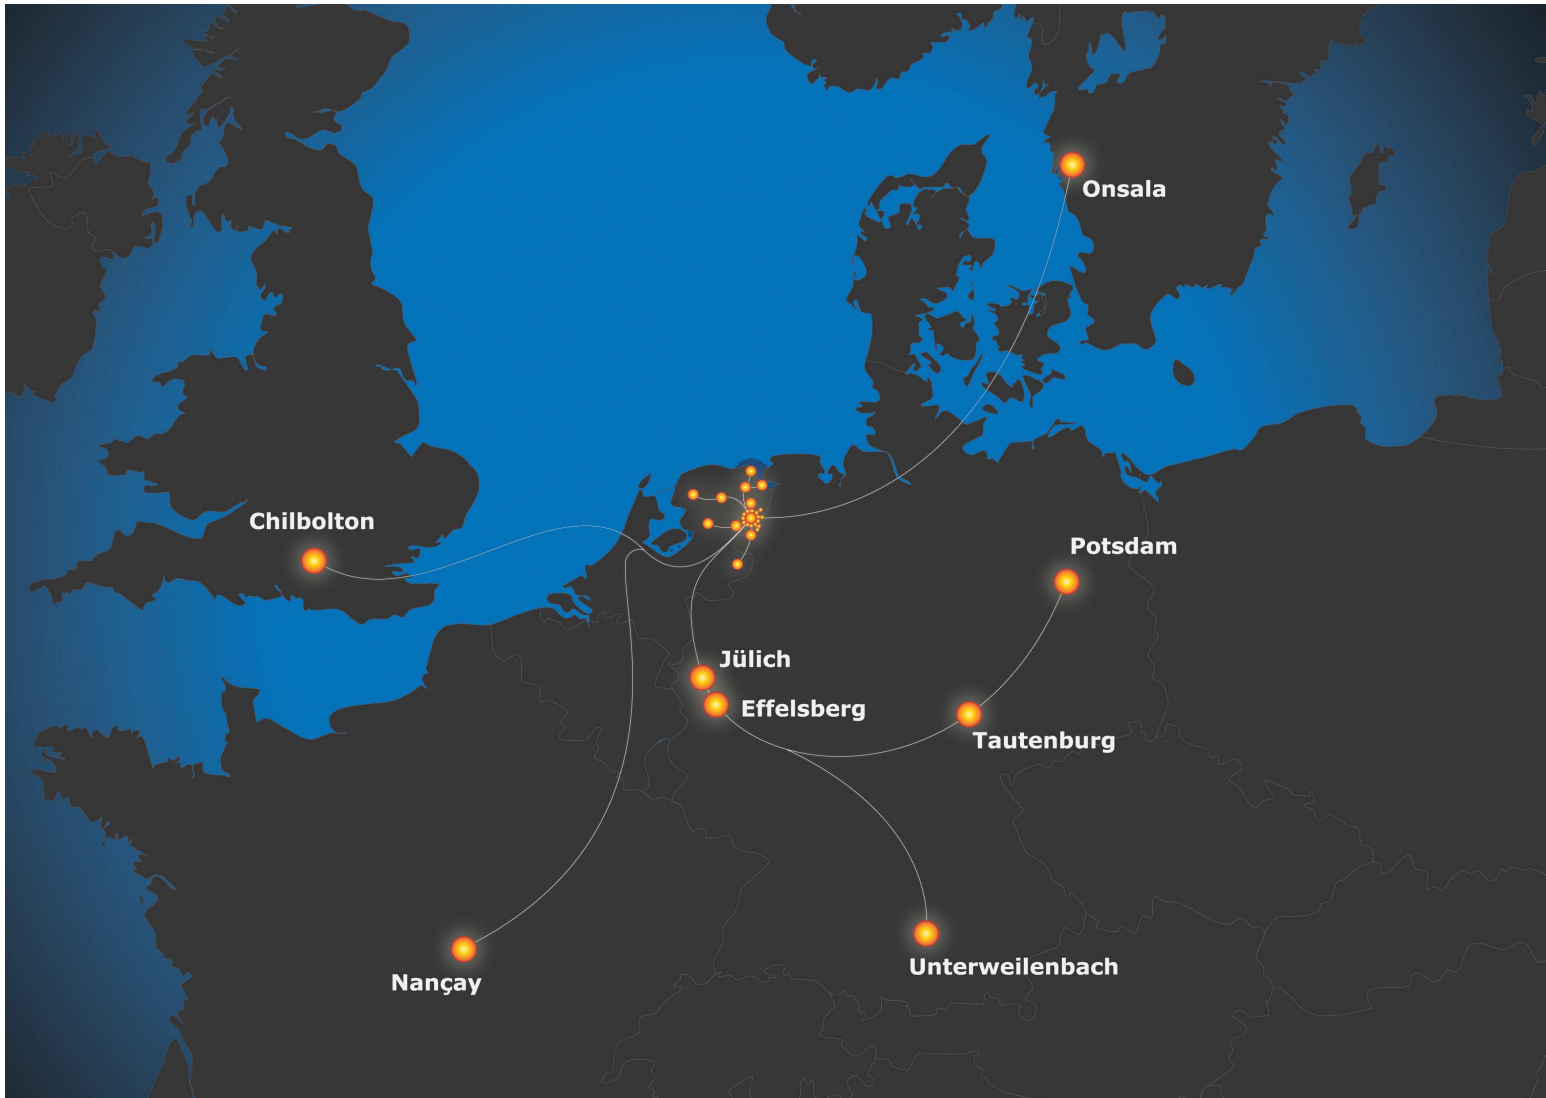 Onsala
Chilbolton
Potsdam
Jülich
Effelsberg
Tautenburg
Unterweilenbach
Nançay